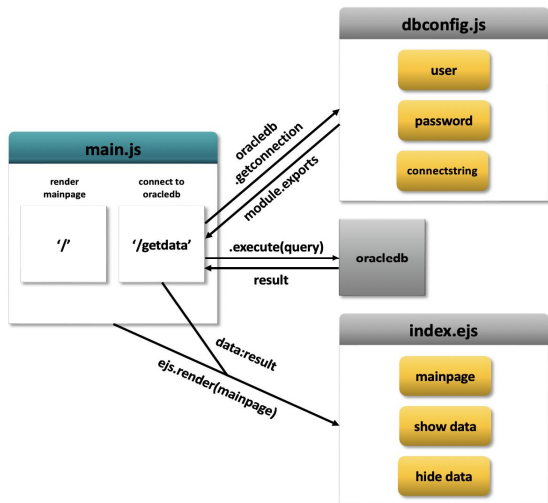 dbconfig.js
user
password
connectstring
main.js
render
mainpage
connect to
oracledb
'/'
'/getdata'
oracledb
.getconnection
module.exports
.execute(query)
result
oracledb
data:result
ejs.render(mainpage)
index.ejs
mainpage
show data
hide data